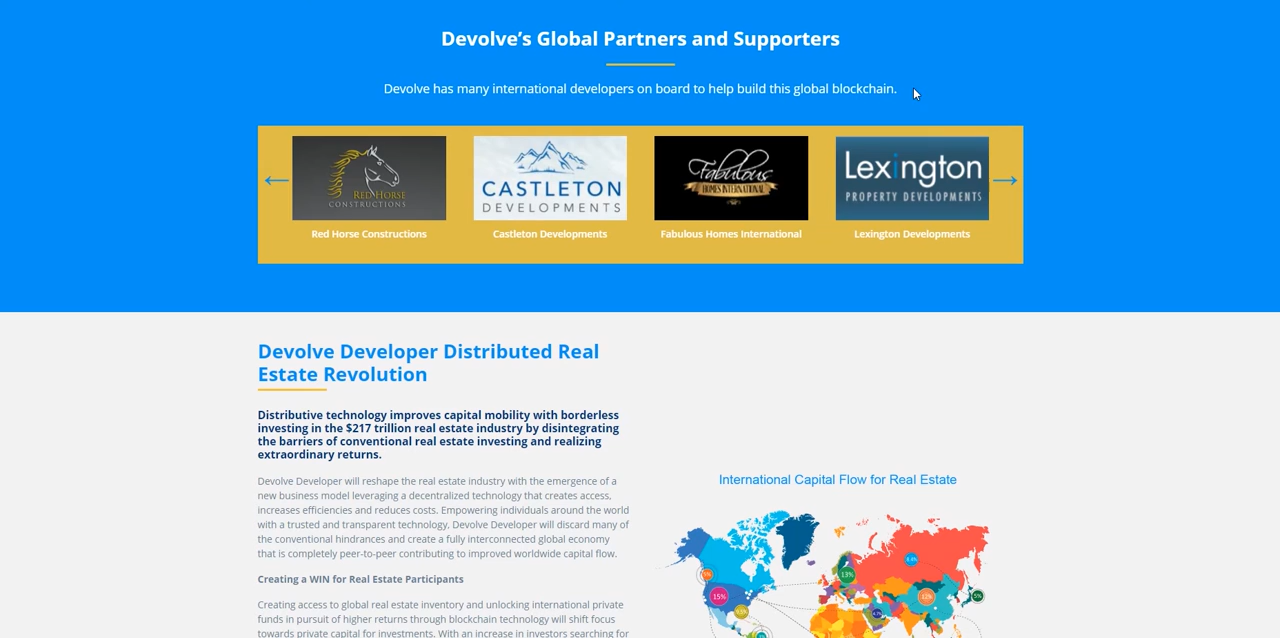 Devolve’s Global Partners and Supporters
Devolve has many international developers on board to help build this global blockchain.
RED HORSE
CONSTRUCTIONS
CASTLETON
DEVELOPMENTS
Fabulous
HOMES INTERNATIONAL
Lexington
PROPERTY DEVELOPMENTS
Red Horse Constructions
Castleton Developments
Fabulous Homes International
Lexington Developments
Devolve Developer Distributed Real
Estate Revolution
Distributive technology improves capital mobility with borderless
investing in the $217 trillion real estate industry by disintegrating
the barriers of conventional real estate investing and realizing
extraordinary returns.
Devolve Developer will reshape the real estate industry with the emergence of a
new business model leveraging a decentralized technology that creates access,
increases efficiencies and reduces costs. Empowering individuals around the world
with a trusted and transparent technology, Devolve Developer will discard many of
the conventional hindrances and create a fully interconnected global economy
that is completely peer-to-peer contributing to improved worldwide capital flow.
Creating a WIN for Real Estate Participants
Creating access to global real estate inventory and unlocking international private
funds in pursuit of higher returns through blockchain technology will shift focus
towards private capital for investments. With an increase in investors searching for
International Capital Flow for Real Estate
13%
15%
5%